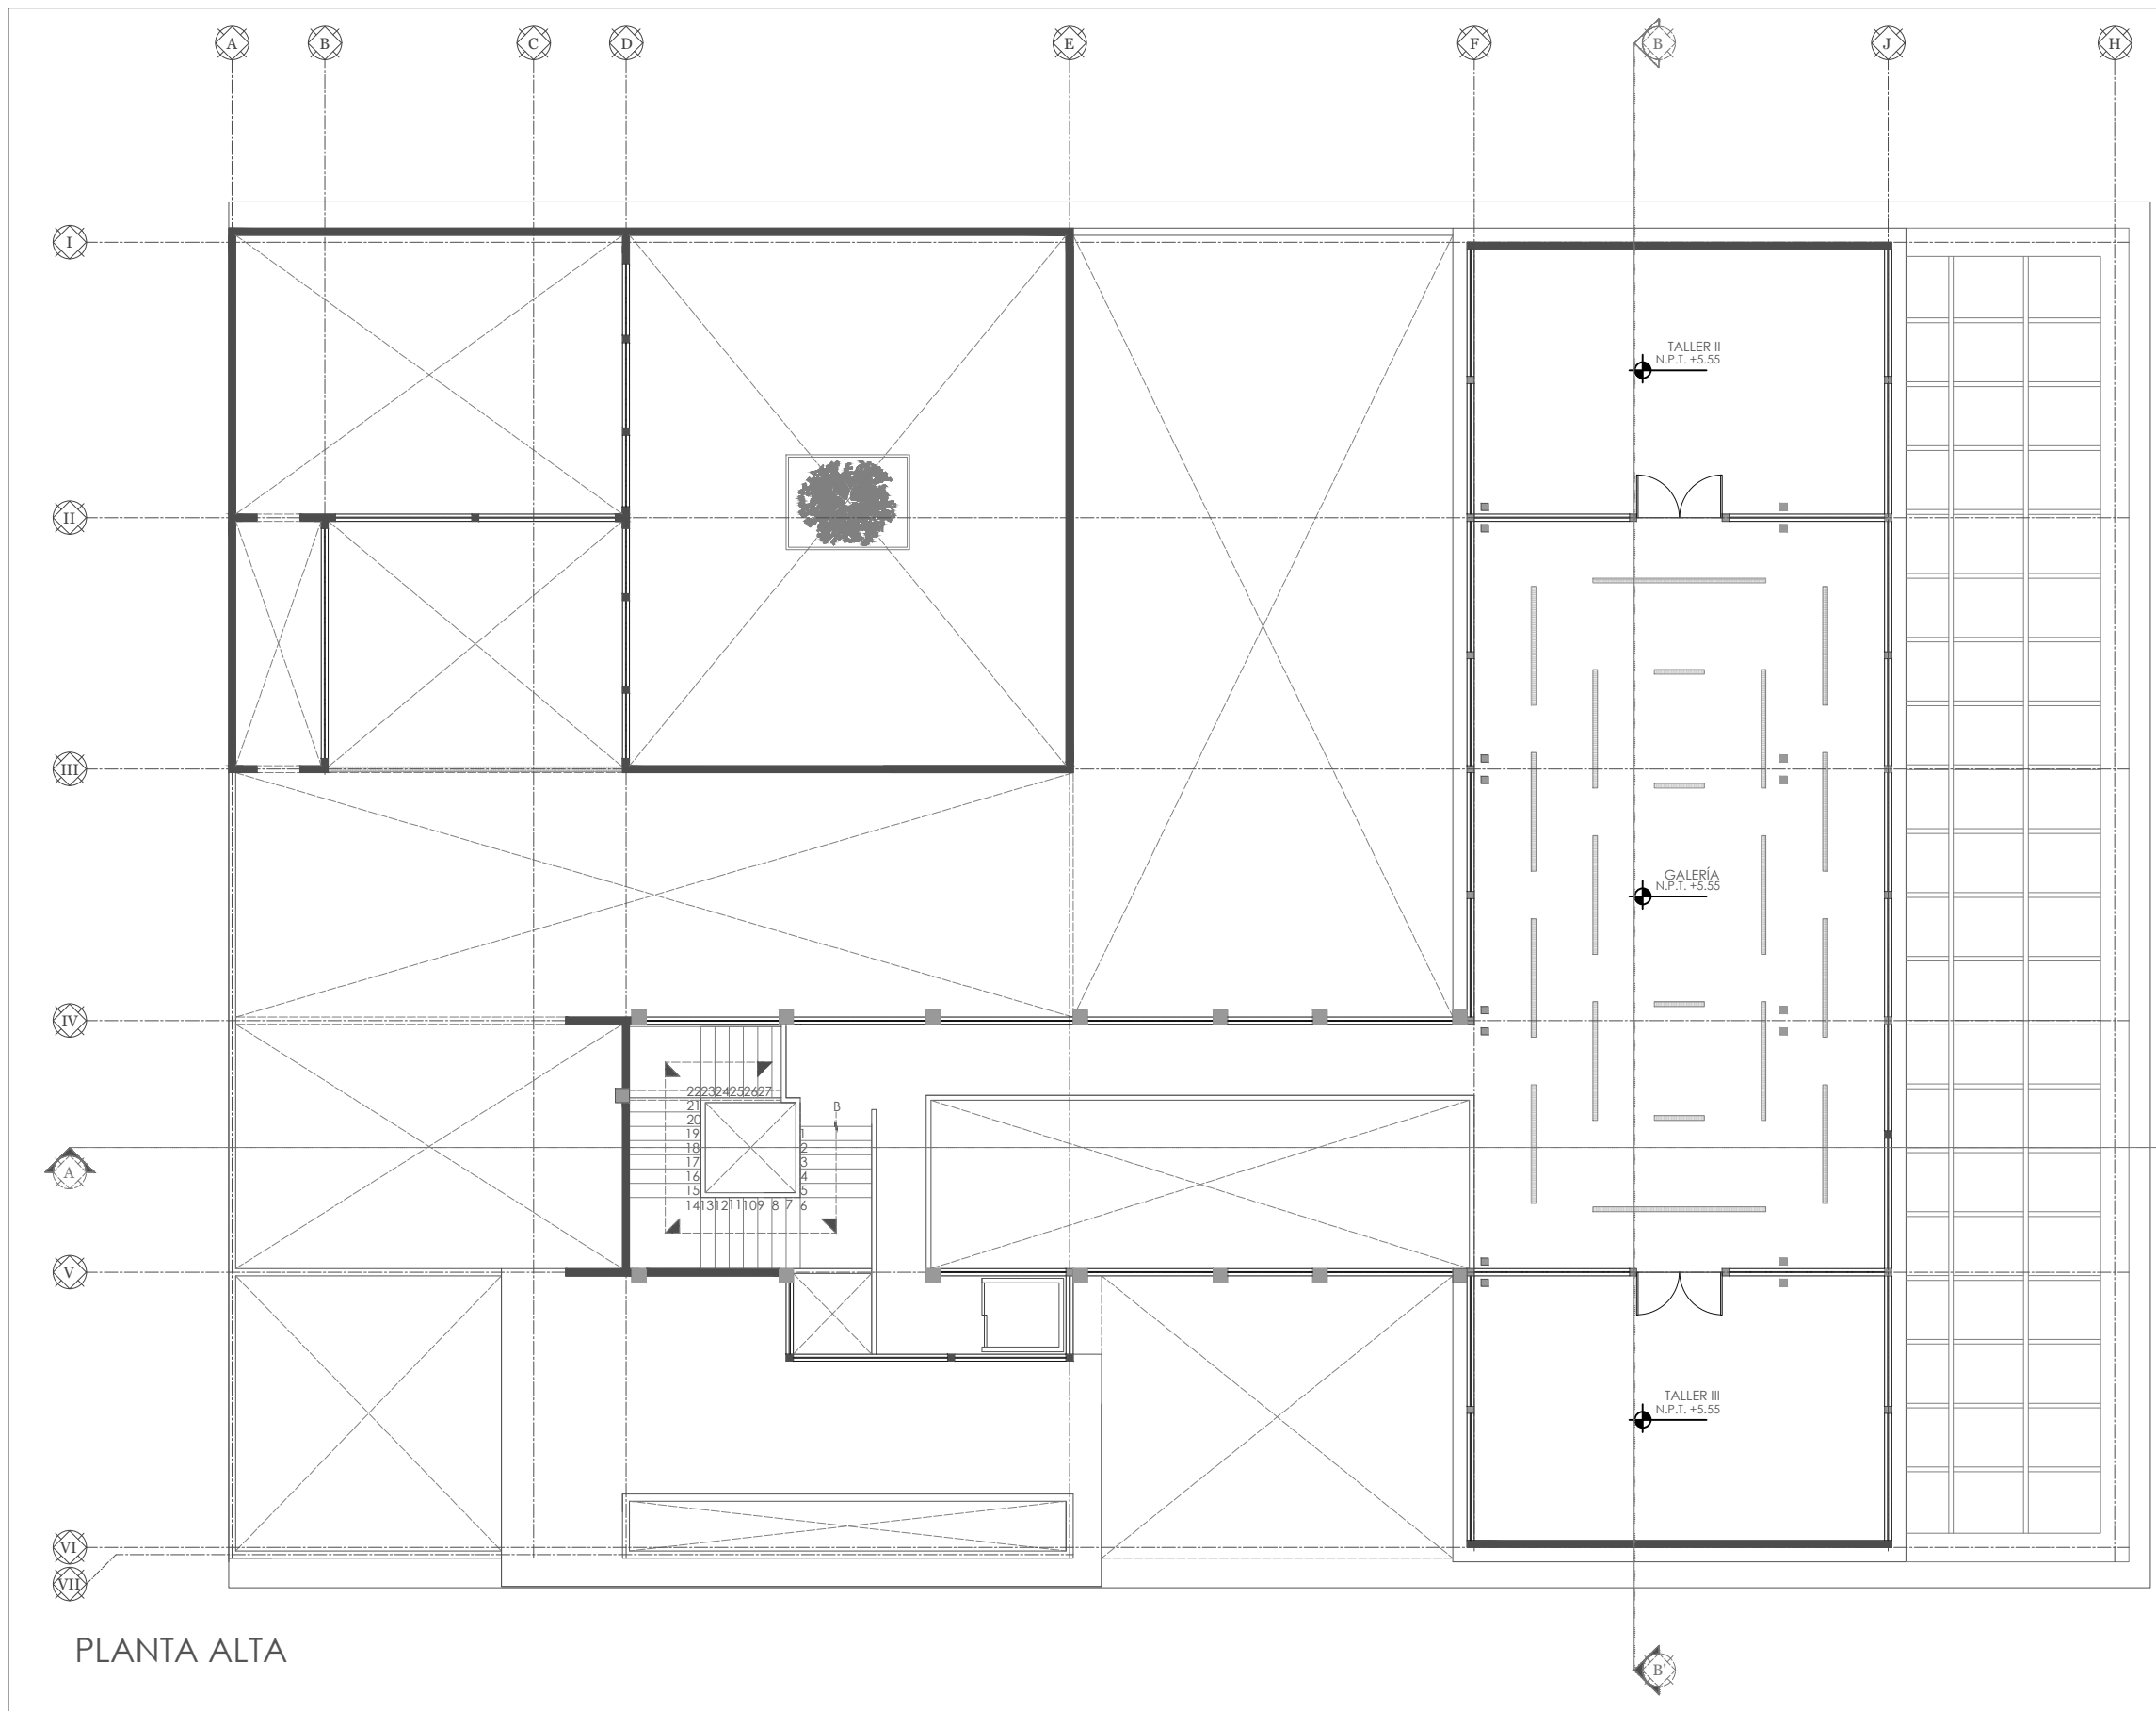 A B C D E F B J H
I
TALLER II
N.P.T. +5.55
II
III
GALERÍA
N.P.T. +5.55
IV
22 23 24 25 26 27
21
20
19
18
17
16
15
14 13 12 11 10 9 8 7 6
B
1
2
3
4
5
A
V
TALLER III
N.P.T. +5.55
VI
VII
PLANTA ALTA
B'